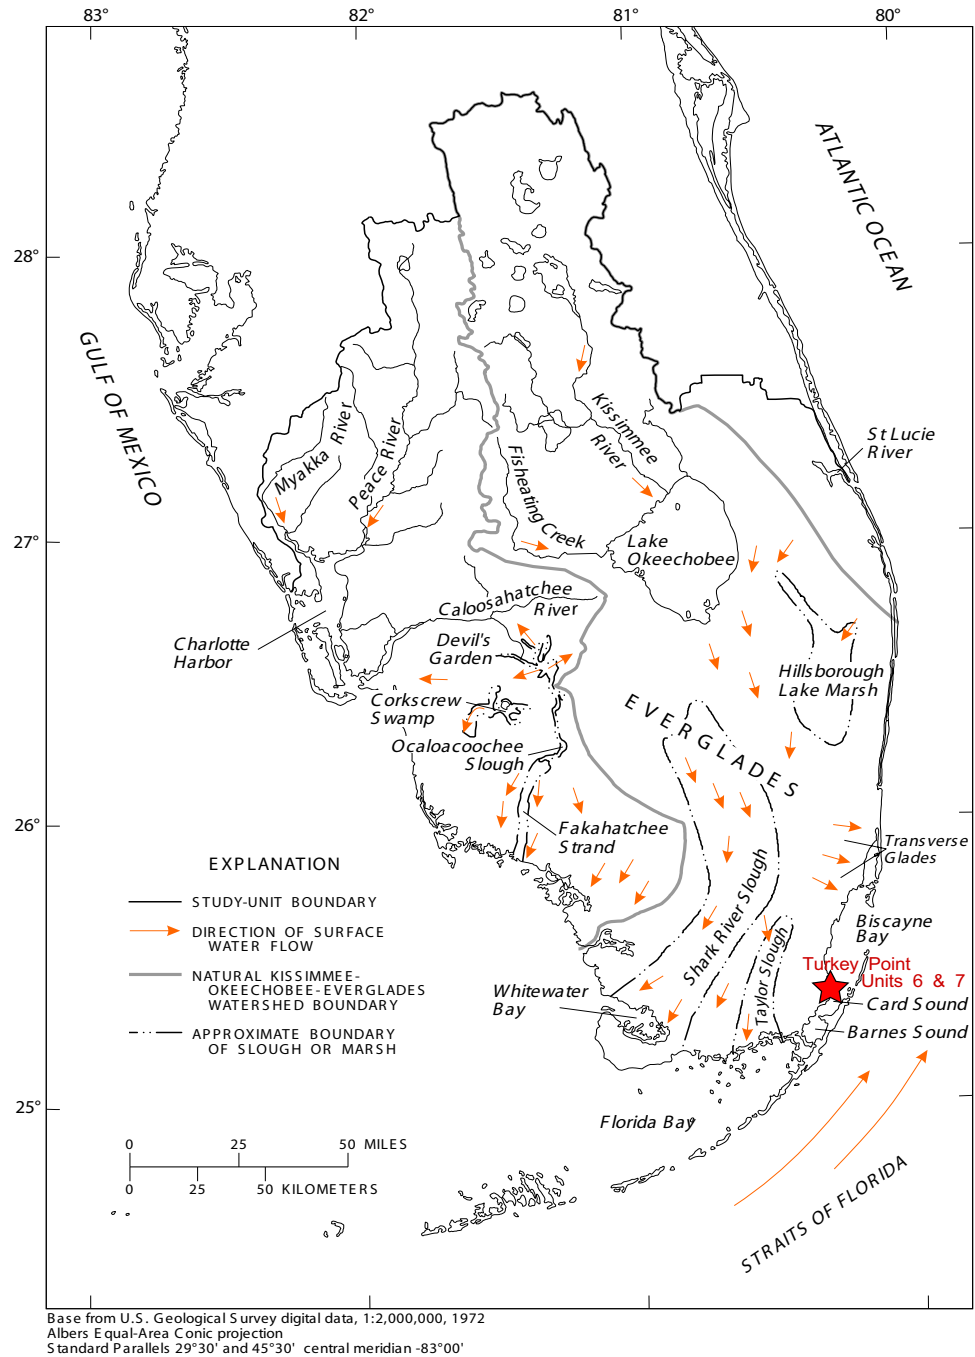 83°
82°
81°
80°
ATLANTIC OCEAN
28°
GULF OF MEXICO
Kissimmee
River
St Lucie
River
Myakka River
Peace River
Fisheating Creek
27°
Lake
Okeechobee
Caloosahatchee
River
Charlotte
Harbor
Devil's
Garden
Hillsborough
Lake Marsh
Corkscrew
Swamp
EVERGLADES
Ocaloacoochee
Slough
26°
Fakahatchee
Strand
Transverse
Glades
EXPLANATION
STUDY-UNIT BOUNDARY
DIRECTION OF SURFACE
WATER FLOW
NATURAL KISSIMMEE-
OKEECHOBEE-EVERGLADES
WATERSHED BOUNDARY
APPROXIMATE BOUNDARY
OF SLOUGH OR MARSH
Shark River Slough
Taylor Slough
Biscayne
Bay
Turkey Point
Units 6 & 7
Whitewater
Bay
Card Sound
Barnes Sound
25°
Florida Bay
0 25 50 MILES
0 25 50 KILOMETERS
STRAITS OF FLORIDA
Base from U.S. Geological Survey digital data, 1:2,000,000, 1972
Albers Equal-Area Conic projection
Standard Parallels 29°30' and 45°30' central meridian -83°00'